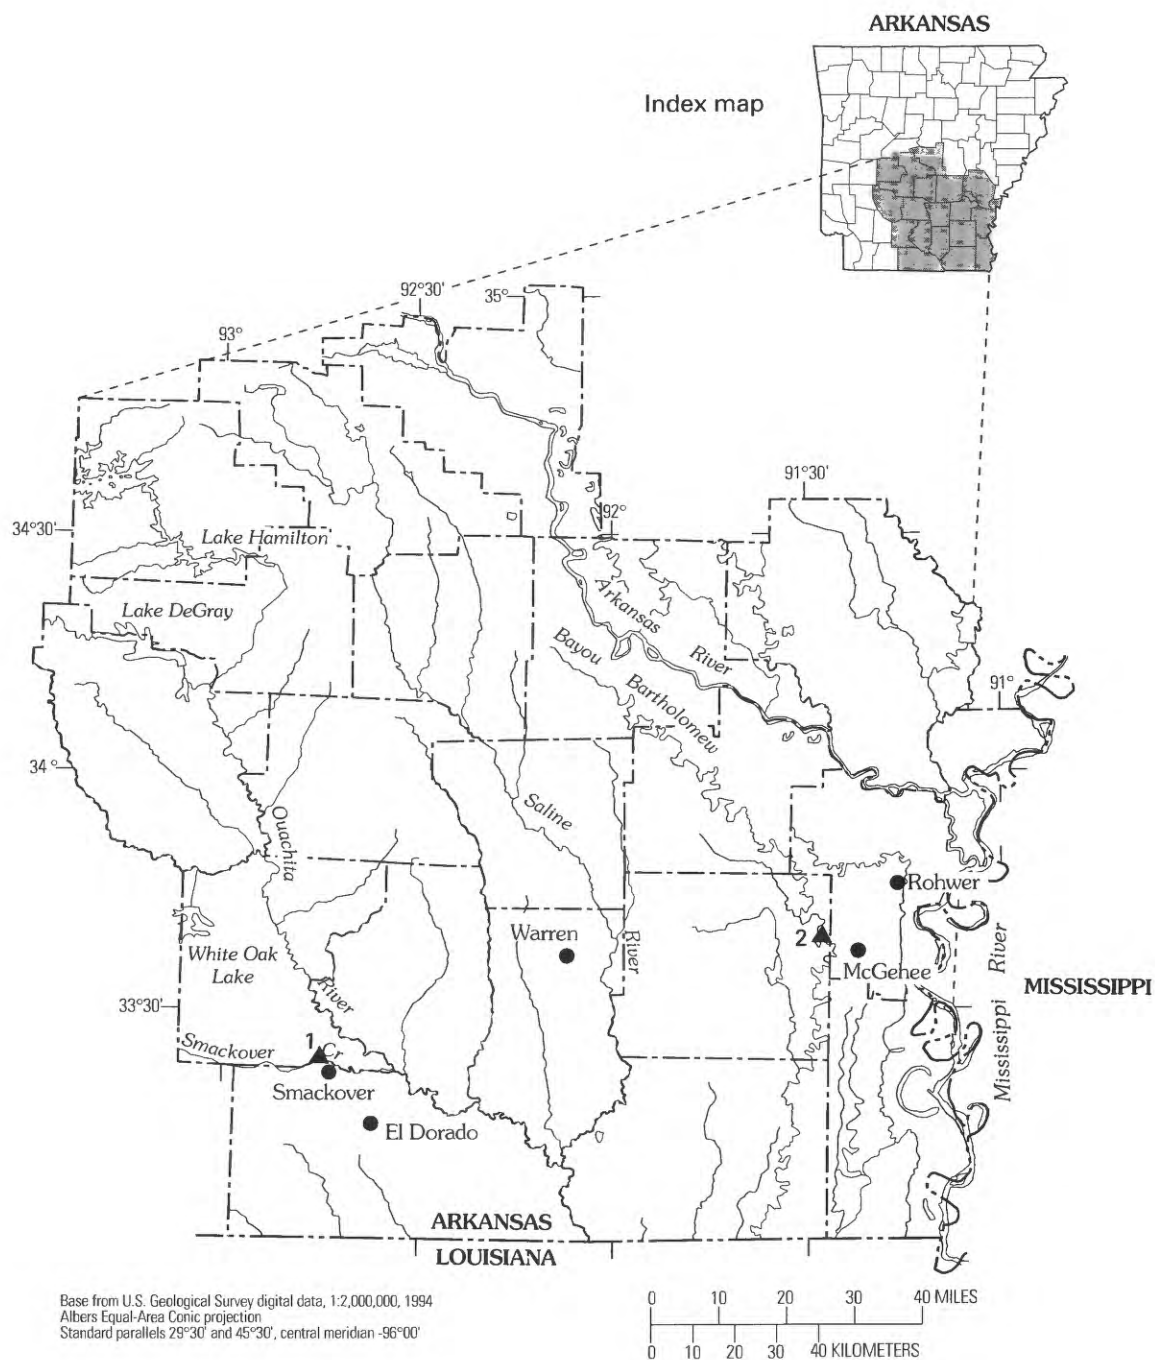 ARKANSAS
Index map
92°30'
35°
93°
91°30'
34°30'
92°
Lake Hamilton
Lake DeGray
Arkansas
River
Bayou
Bartholomew
91°
34°
Ouachita
River
Saline
River
Rohwer
Warren
2
McGehee
White Oak
Lake
Mississippi River
MISSISSIPPI
33°30'
Smackover
Cr
1
Smackover
El Dorado
ARKANSAS
LOUISIANA
Base from U.S. Geological Survey digital data, 1:2,000,000, 1994
Albers Equal-Area Conic projection
Standard parallels 29°30' and 45°30', central meridian -96°00'
0 10 20 30 40 MILES
0 10 20 30 40 KILOMETERS